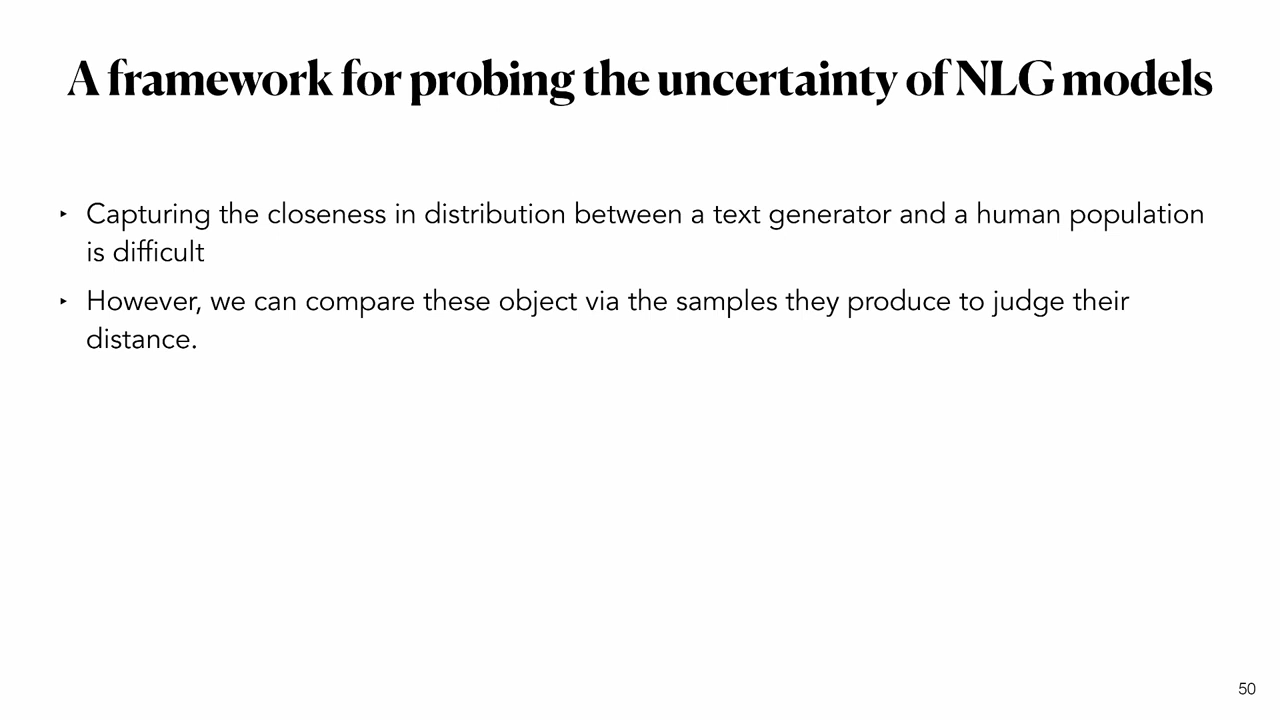 A framework for probing the uncertainty of NLG models
‣ Capturing the closeness in distribution between a text generator and a human population
is difficult
‣ However, we can compare these object via the samples they produce to judge their
distance.
50